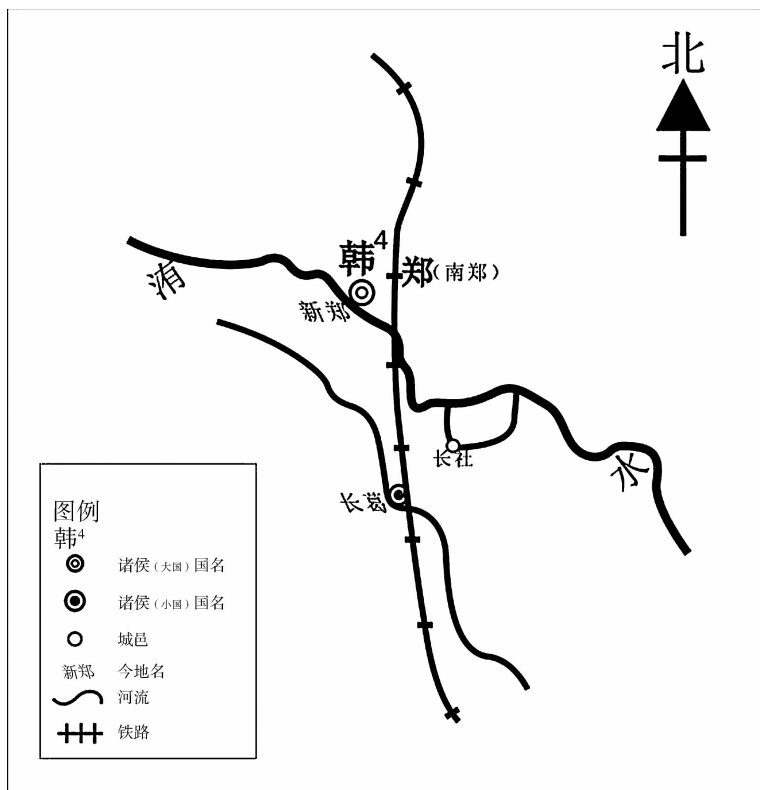 北
韩4
郑(南郑)
洧
新郑
水
长社
长葛
图例
韩4
诸侯(大国)国名
诸侯(小国)国名
城邑
新郑 今地名
河流
铁路